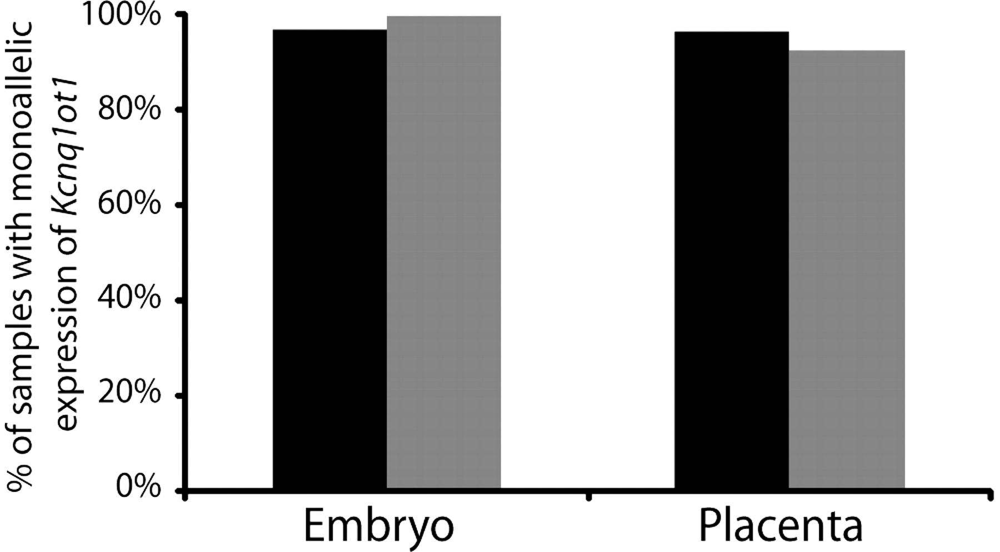 % of samples with monoallelic
expression of Kcnq1ot1
100%
80%
60%
40%
20%
0%
Embryo
Placenta